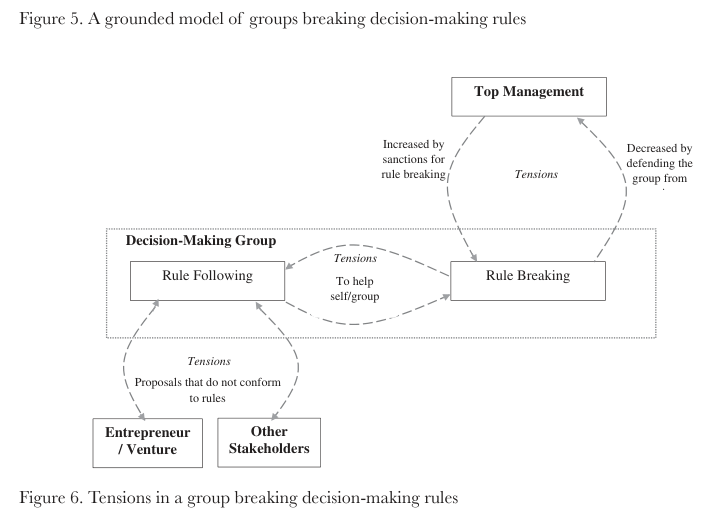 Figure 5. A grounded model of groups breaking decision-making rules
Top Management
Increased by
sanctions for
rule breaking
Tensions
Decreased by
defending the
group from
Decision-Making Group
Rule Following
Tensions
To help
self/group
Rule Breaking
Tensions
Proposals that do not conform
to rules
Entrepreneur
/ Venture
Other
Stakeholders
Figure 6. Tensions in a group breaking decision-making rules